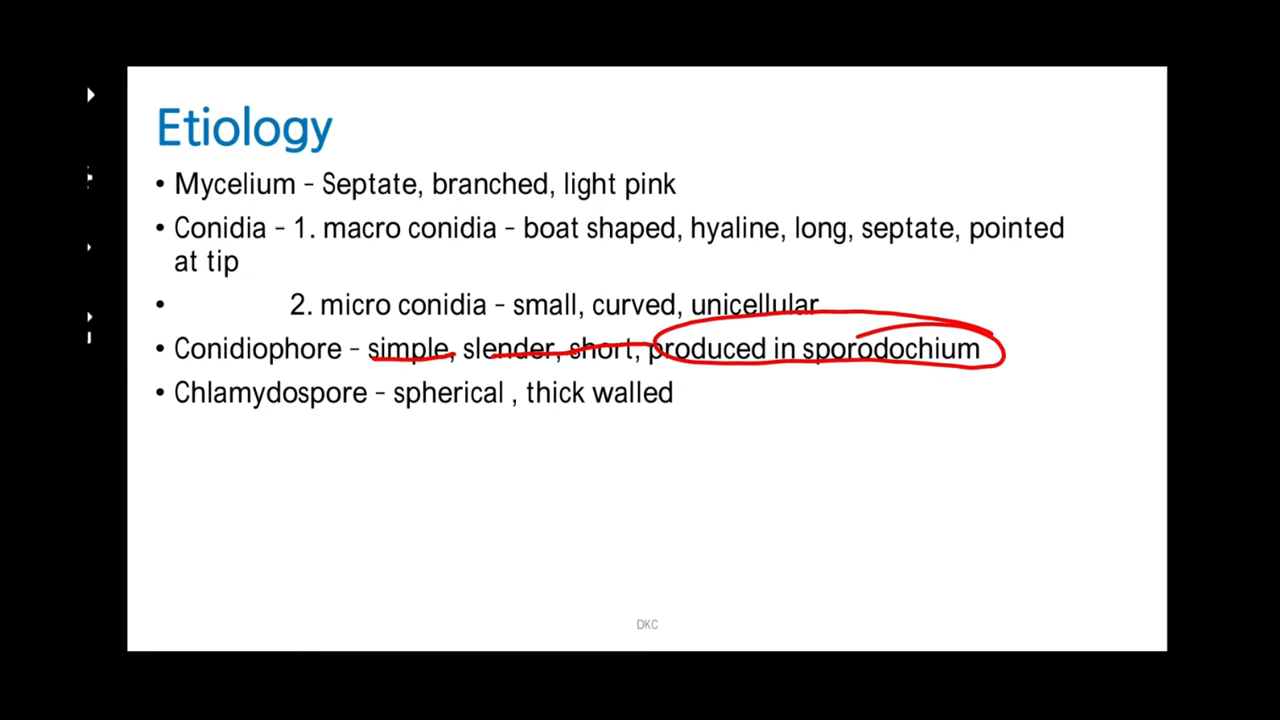 Etiology
• Mycelium - Septate, branched, light pink
• Conidia - 1. macro conidia - boat shaped, hyaline, long, septate, pointed
at tip
• 2. micro conidia - small, curved, unicellular
• Conidiophore - simple, slender, short, produced in sporodochium
• Chlamydospore - spherical , thick walled
DKC